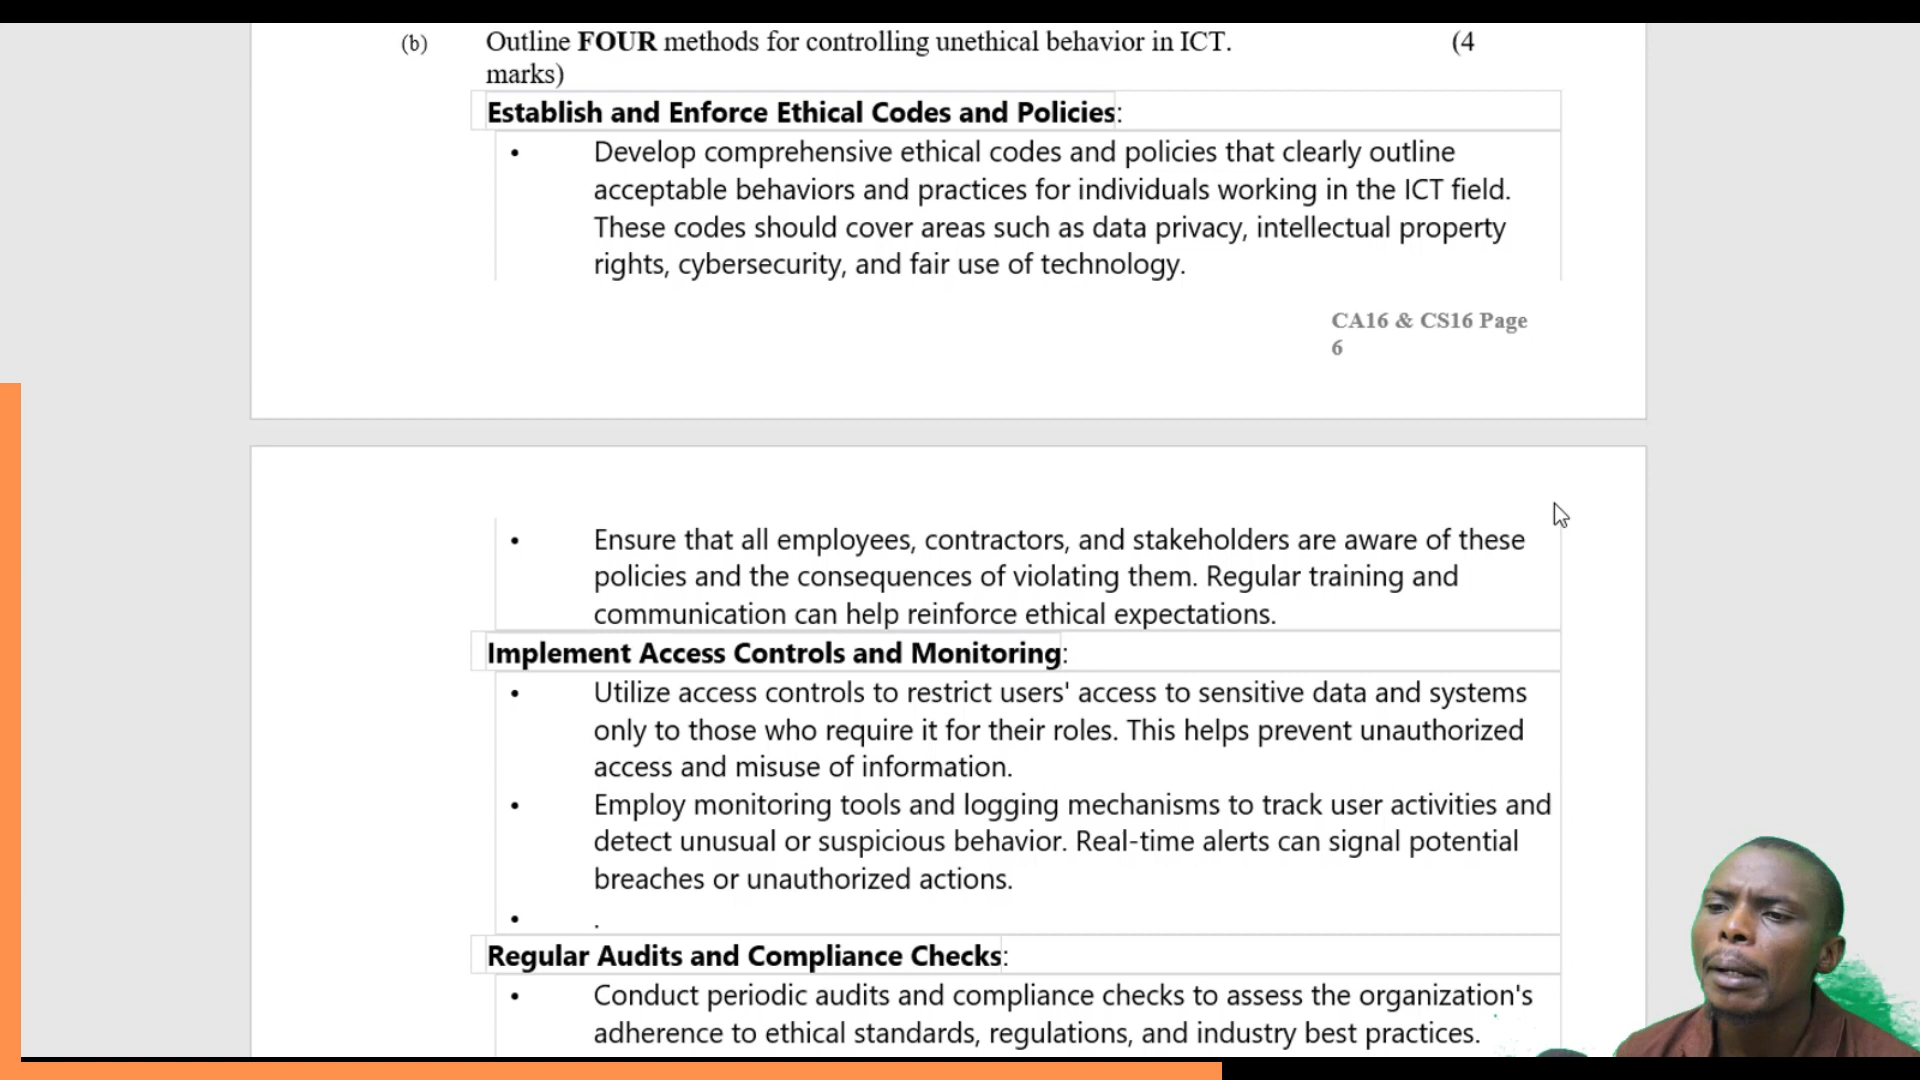 (b) Outline FOUR methods for controlling unethical behavior in ICT. (4
marks)
Establish and Enforce Ethical Codes and Policies:
• Develop comprehensive ethical codes and policies that clearly outline
acceptable behaviors and practices for individuals working in the ICT field.
These codes should cover areas such as data privacy, intellectual property
rights, cybersecurity, and fair use of technology.
CA16 & CS16 Page
6
• Ensure that all employees, contractors, and stakeholders are aware of these
policies and the consequences of violating them. Regular training and
communication can help reinforce ethical expectations.
Implement Access Controls and Monitoring:
• Utilize access controls to restrict users' access to sensitive data and systems
only to those who require it for their roles. This helps prevent unauthorized
access and misuse of information.
• Employ monitoring tools and logging mechanisms to track user activities and
detect unusual or suspicious behavior. Real-time alerts can signal potential
breaches or unauthorized actions.
• .
Regular Audits and Compliance Checks:
• Conduct periodic audits and compliance checks to assess the organization's
adherence to ethical standards, regulations, and industry best practices.